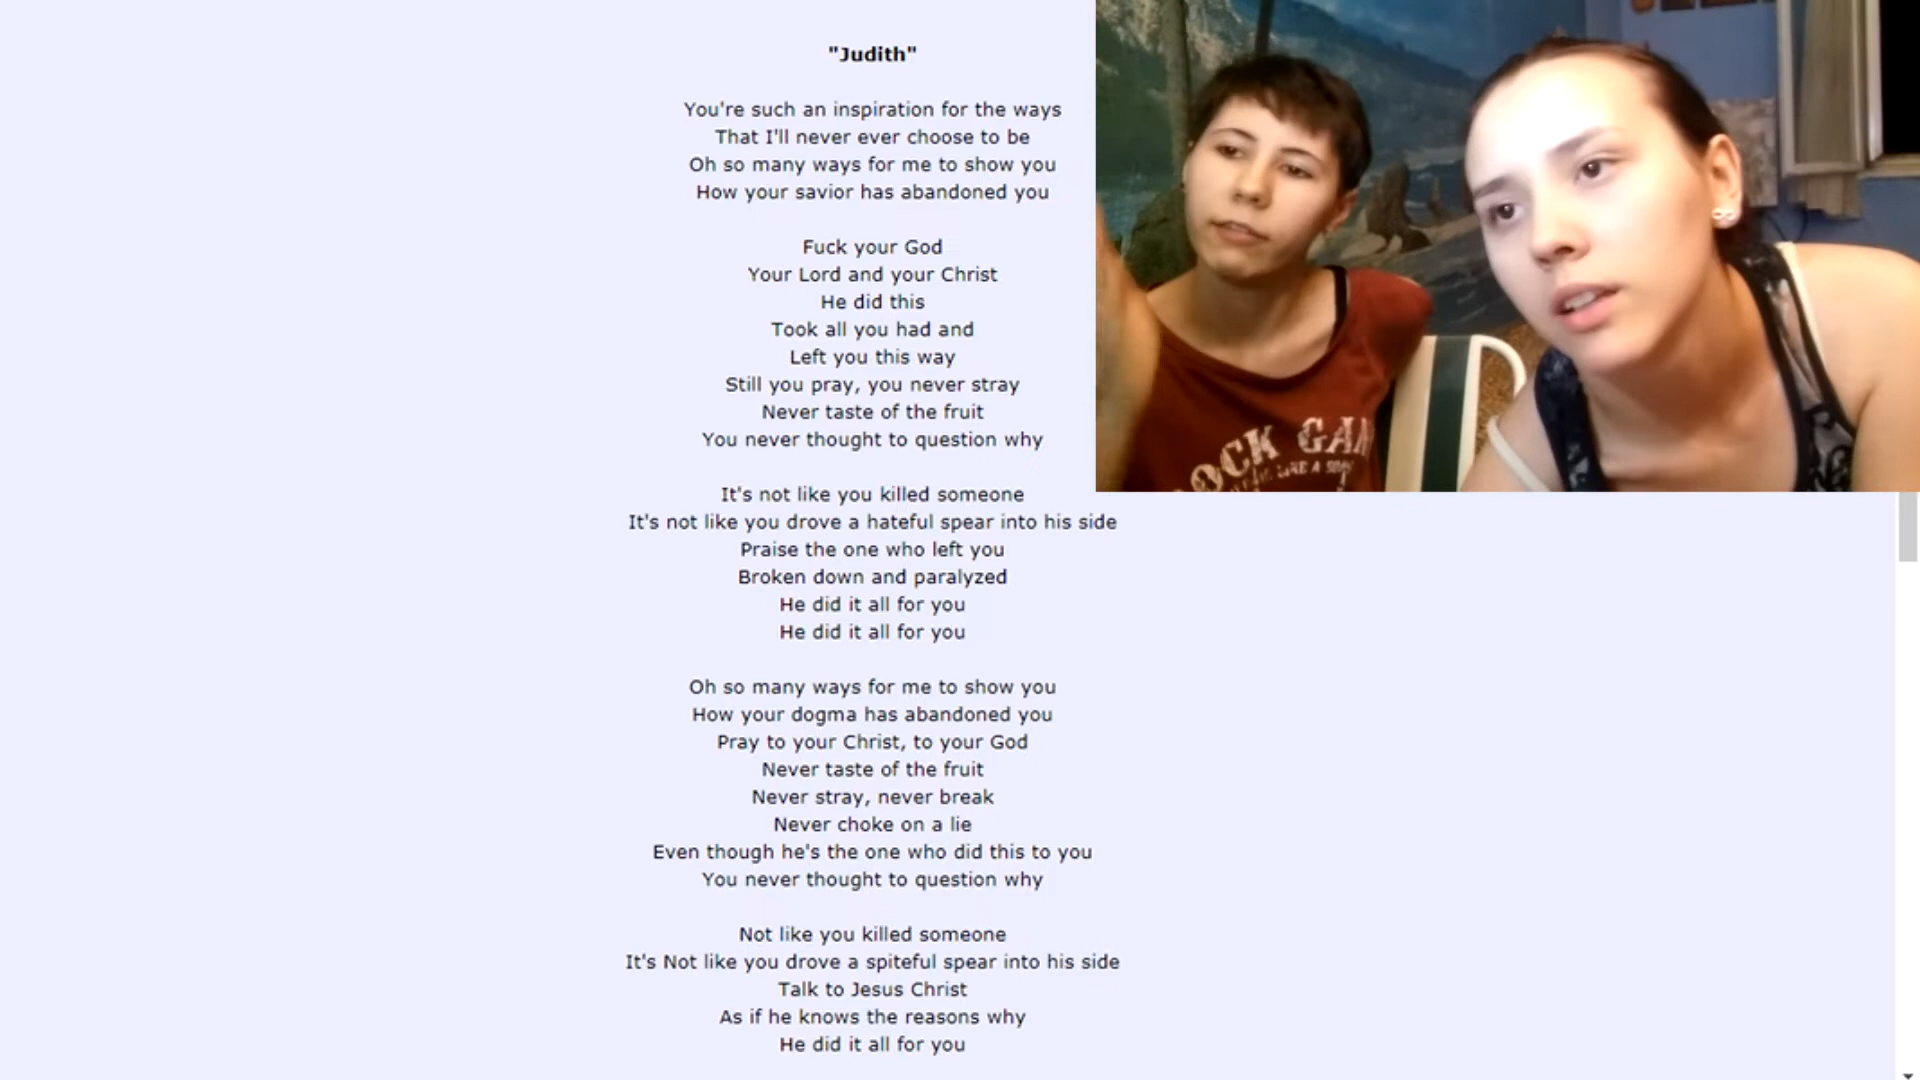 "Judith"
You're such an inspiration for the ways
That I'll never ever choose to be
Oh so many ways for me to show you
How your savior has abandoned you
Fuck your God
Your Lord and your Christ
He did this
Took all you had and
Left you this way
Still you pray, you never stray
Never taste of the fruit
You never thought to question why
It's not like you killed someone
It's not like you drove a hateful spear into his side
Praise the one who left you
Broken down and paralyzed
He did it all for you
He did it all for you
Oh so many ways for me to show you
How your dogma has abandoned you
Pray to your Christ, to your God
Never taste of the fruit
Never stray, never break
Never choke on a lie
Even though he's the one who did this to you
You never thought to question why
Not like you killed someone
It's Not like you drove a spiteful spear into his side
Talk to Jesus Christ
As if he knows the reasons why
He did it all for you
OCK GAM
LIKE A